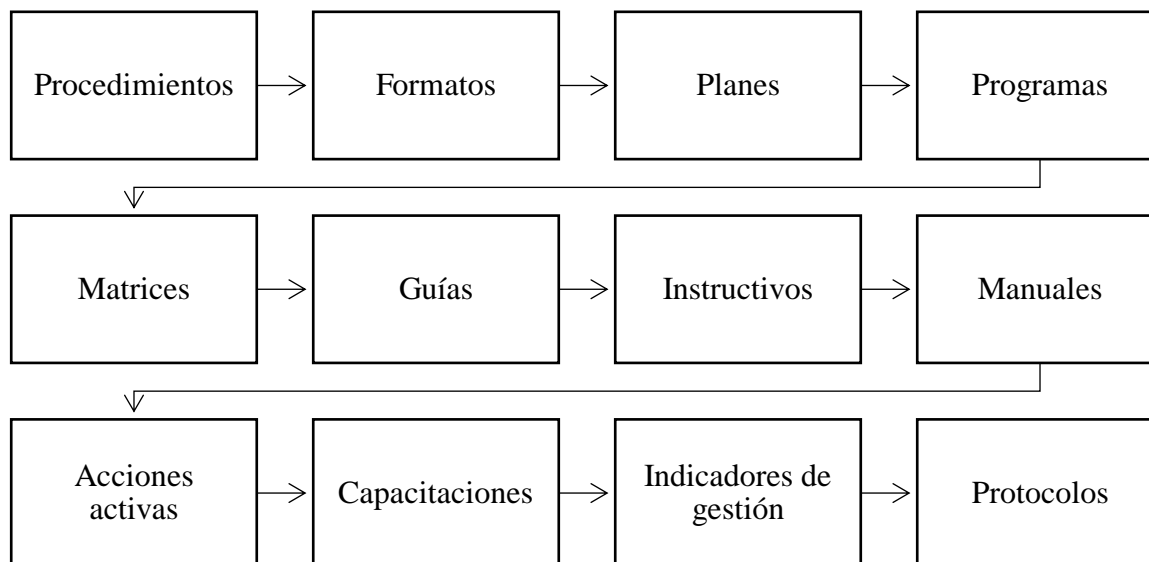 Procedimientos
Formatos
Planes
Programas
Matrices
Guías
Instructivos
Manuales
Acciones
activas
Capacitaciones
Indicadores de
gestión
Protocolos